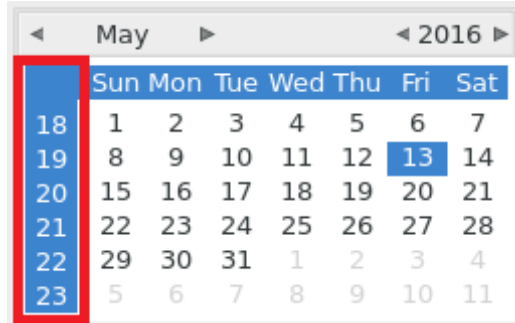 ◄ May ► ◄ 2016 ►
Sun Mon Tue Wed Thu Fri Sat
18 1 2 3 4 5 6 7
19 8 9 10 11 12 13 14
20 15 16 17 18 19 20 21
21 22 23 24 25 26 27 28
22 29 30 31 1 2 3 4
23 5 6 7 8 9 10 11